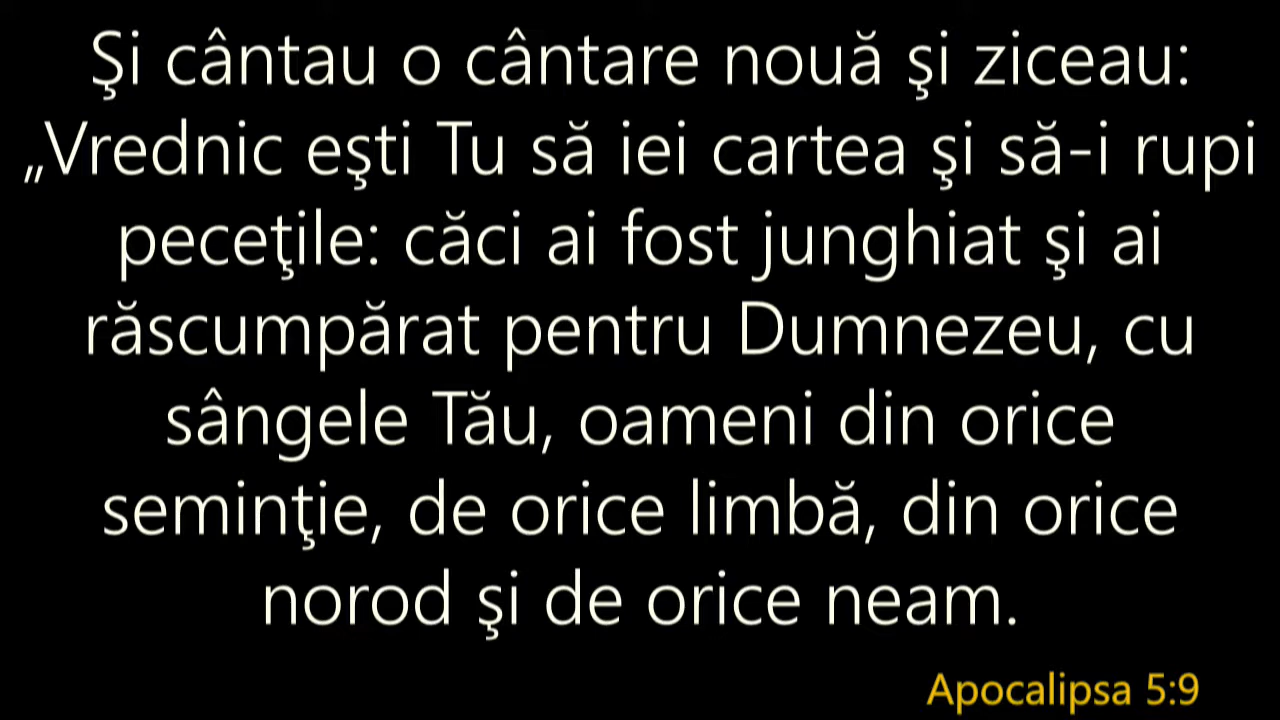 Şi cântau o cântare nouă şi ziceau:
„Vrednic eşti Tu să iei cartea şi să-i rupi
peceţile: căci ai fost junghiat şi ai
răscumpărat pentru Dumnezeu, cu
sângele Tău, oameni din orice
seminţie, de orice limbă, din orice
norod şi de orice neam.
Apocalipsa 5:9